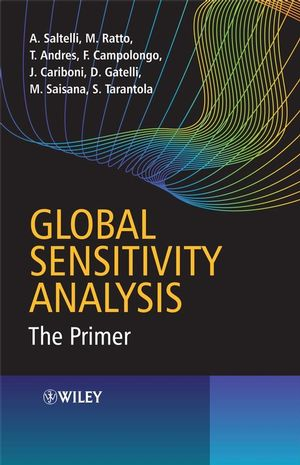 A. Saltelli, M. Ratto,
T. Andres, F. Campolongo,
J. Cariboni, D. Gatelli,
M. Saisana, S. Tarantola
GLOBAL
SENSITIVITY
ANALYSIS
The Primer
WILEY